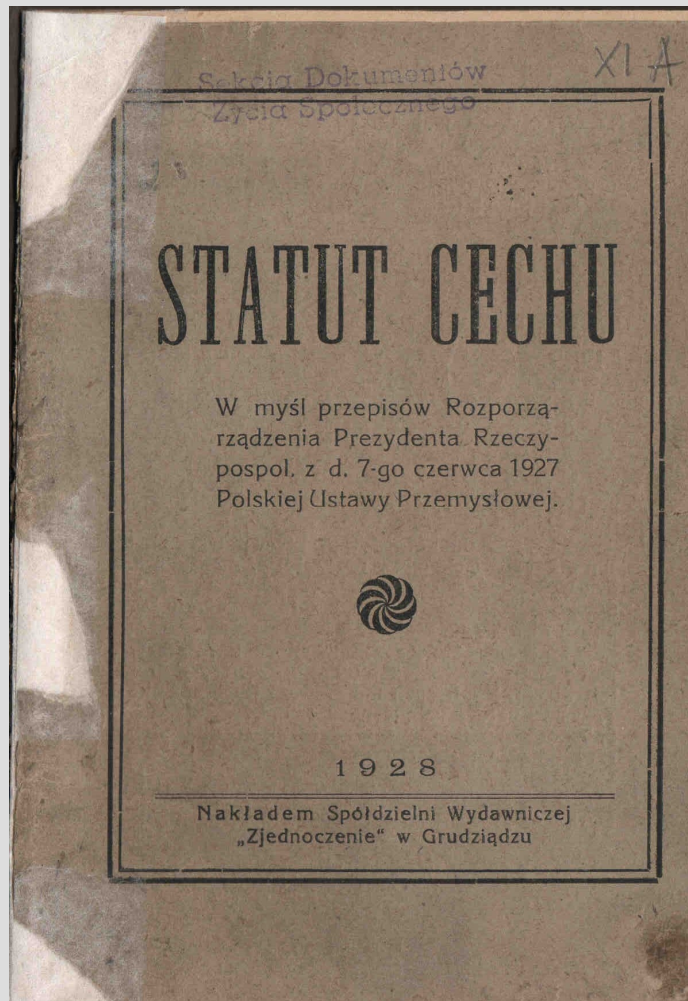 XI A
Sekcja Dokumentów
Życia Społecznego
STATUT CECHU
W myśl przepisów Rozporzą-
rządzenia Prezydenta Rzeczy-
pospol. z d. 7-go czerwca 1927
Polskiej Ustawy Przemysłowej.
1928
Nakładem Spółdzielni Wydawniczej
„Zjednoczenie“ w Grudziądzu